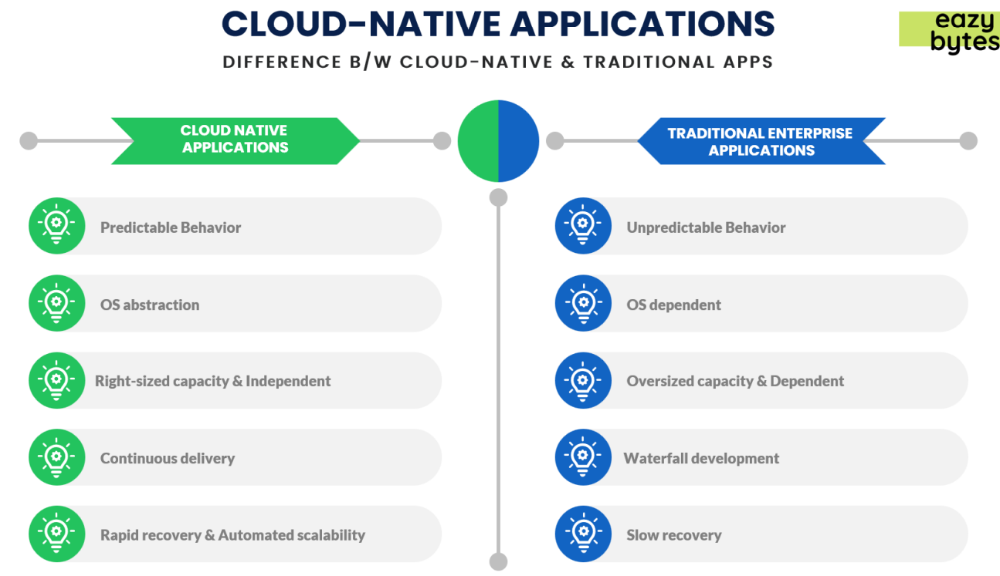 CLOUD-NATIVE APPLICATIONS
eazy
bytes
DIFFERENCE B/W CLOUD-NATIVE & TRADITIONAL APPS
CLOUD NATIVE
APPLICATIONS
TRADITIONAL ENTERPRISE
APPLICATIONS
Predictable Behavior
Unpredictable Behavior
OS abstraction
OS dependent
Right-sized capacity & Independent
Oversized capacity & Dependent
Continuous delivery
Waterfall development
Rapid recovery & Automated scalability
Slow recovery